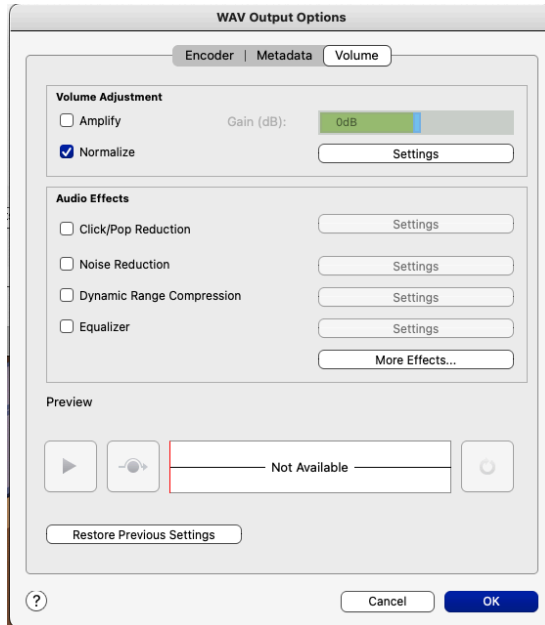 WAV Output Options
Encoder | Metadata Volume
Volume Adjustment
Amplify Gain (dB): 0dB
Normalize Settings
Audio Effects
Click/Pop Reduction Settings
Noise Reduction Settings
Dynamic Range Compression Settings
Equalizer Settings
More Effects...
Preview
Not Available
Restore Previous Settings
? Cancel OK